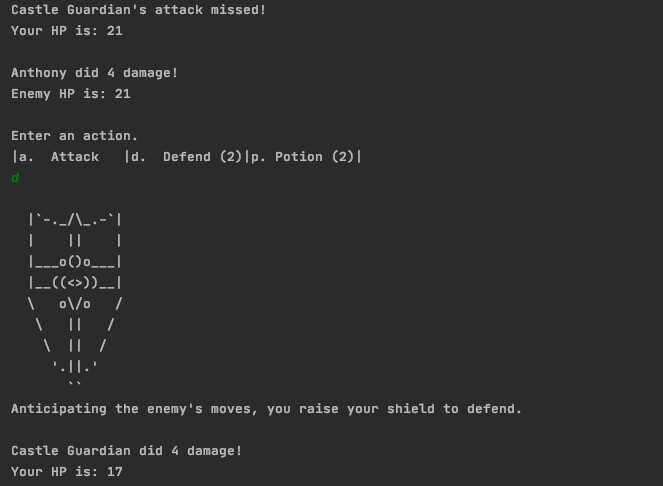 Castle Guardian's attack missed!
Your HP is: 21

Anthony did 4 damage!
Enemy HP is: 21

Enter an action.
|a.  Attack   |d.  Defend (2)|p. Potion (2)|
d

  |`-._/\_.-`|
  |    ||    |
  |___o()o___|
  |__((<>))__|
  \   o\/o   /
   \   ||   /
    \  ||  /
     '.||.'
       ``
Anticipating the enemy's moves, you raise your shield to defend.

Castle Guardian did 4 damage!
Your HP is: 17